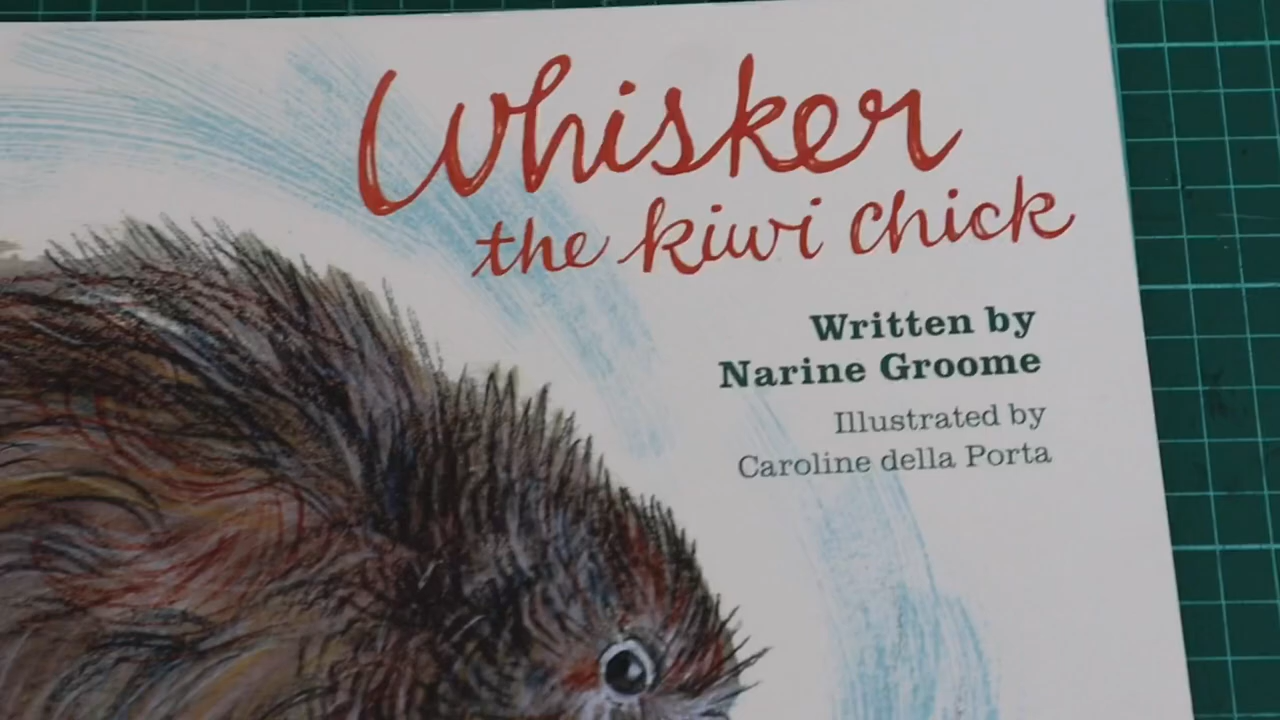 Whisker
the kiwi chick
Written by
Narine Groome
Illustrated by
Caroline della Porta